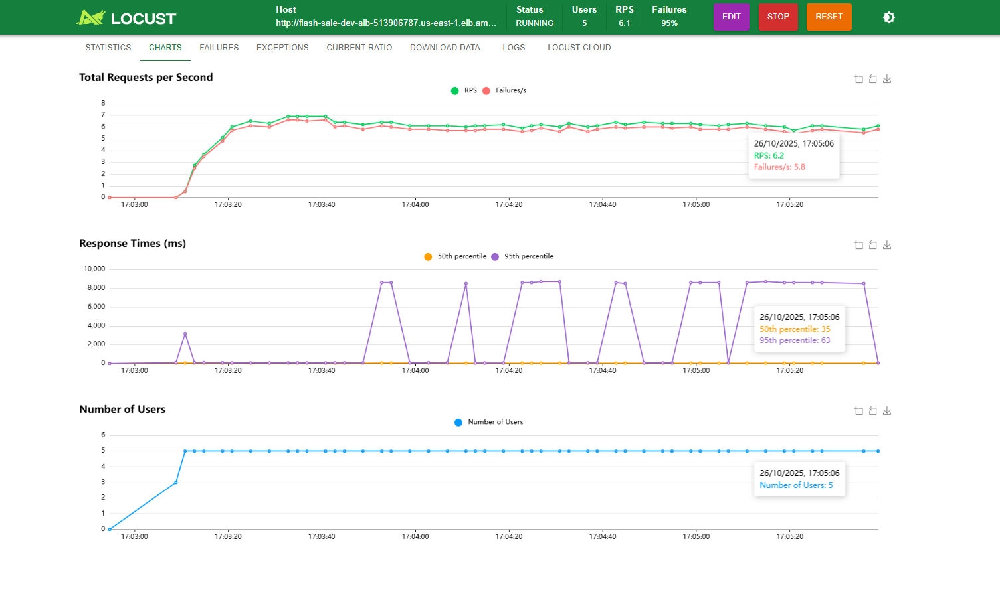 LOCUST
Host
http://flash-sale-dev-alb-513906787.us-east-1.elb.am...
Status
RUNNING
Users
5
RPS
6.1
Failures
95%
EDIT
STOP
RESET
STATISTICS
CHARTS
FAILURES
EXCEPTIONS
CURRENT RATIO
DOWNLOAD DATA
LOGS
LOCUST CLOUD
Total Requests per Second
RPS
Failures/s
8
7
6
5
4
3
2
1
0
17:03:00
17:03:20
17:03:40
17:04:00
17:04:20
17:04:40
17:05:00
17:05:20
26/10/2025, 17:05:06
RPS: 6.2
Failures/s: 5.8
Response Times (ms)
50th percentile
95th percentile
10,000
8,000
6,000
4,000
2,000
0
17:03:00
17:03:20
17:03:40
17:04:00
17:04:20
17:04:40
17:05:00
17:05:20
26/10/2025, 17:05:06
50th percentile: 35
95th percentile: 63
Number of Users
Number of Users
6
5
4
3
2
1
0
17:03:00
17:03:20
17:03:40
17:04:00
17:04:20
17:04:40
17:05:00
17:05:20
26/10/2025, 17:05:06
Number of Users: 5